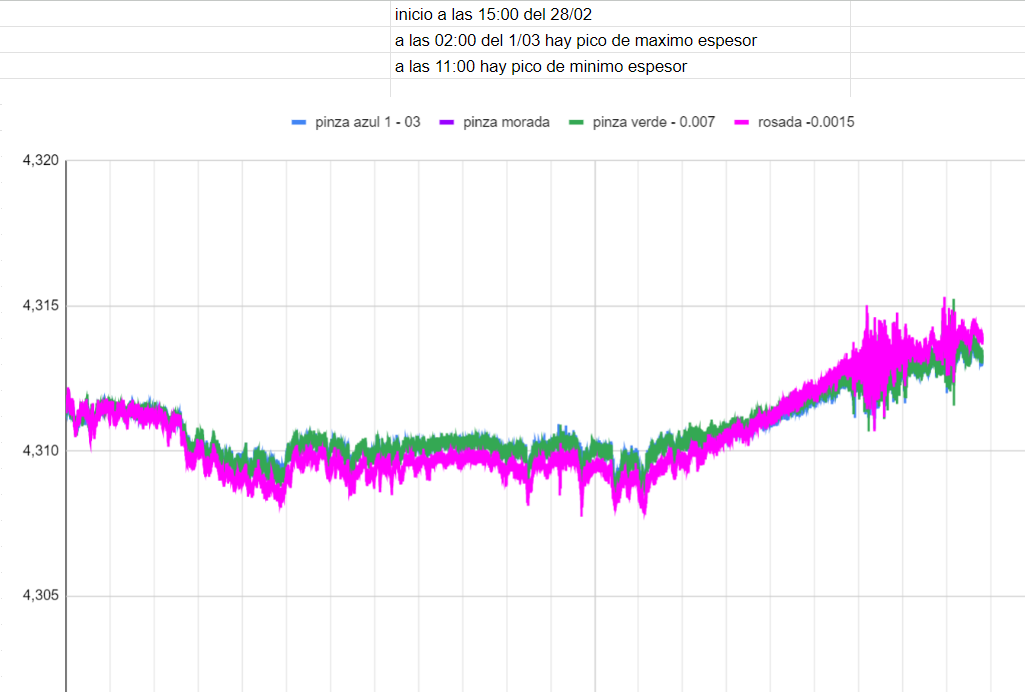 inicio a las 15:00 del 28/02
a las 02:00 del 1/03 hay pico de maximo espesor
a las 11:00 hay pico de minimo espesor
pinza azul 1 - 03 pinza morada pinza verde - 0.007 rosada -0.0015
4,320
4,315
4,310
4,305